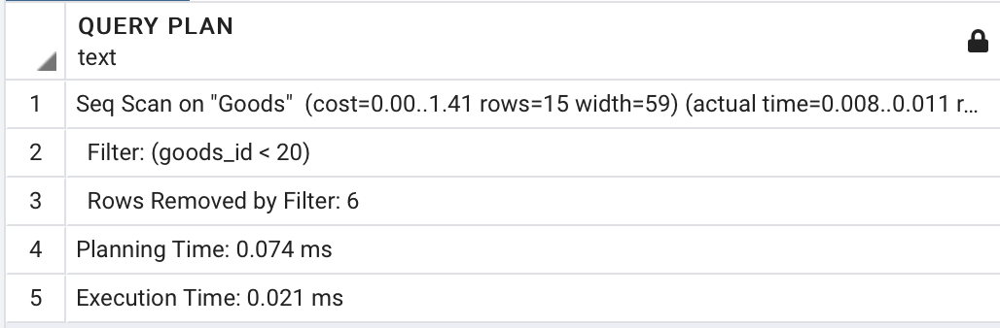 QUERY PLAN
text
1 Seq Scan on "Goods" (cost=0.00..1.41 rows=15 width=59) (actual time=0.008..0.011 r...
2 Filter: (goods_id < 20)
3 Rows Removed by Filter: 6
4 Planning Time: 0.074 ms
5 Execution Time: 0.021 ms